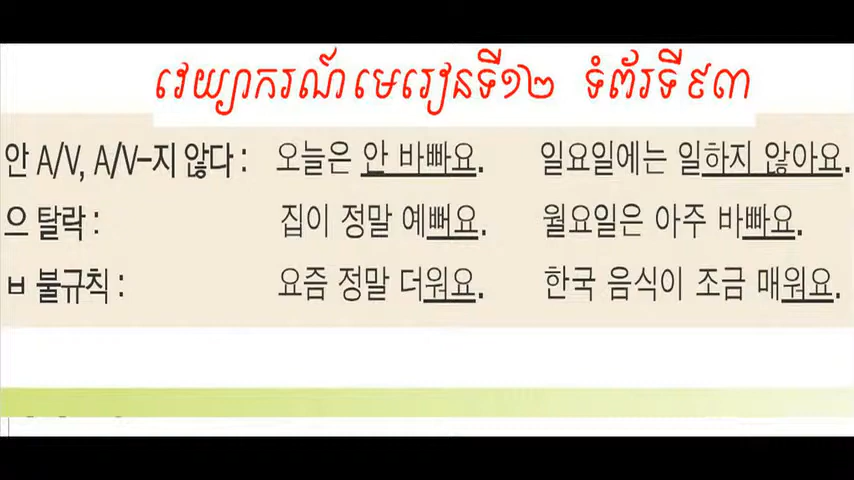 វេយ្យាករណ៍មេរៀនទី១២ ទំព័រទី៩៣
안 A/V, A/V-지 않다 : 오늘은 안 바빠요. 일요일에는 일하지 않아요.
으 탈락 : 집이 정말 예뻐요. 월요일은 아주 바빠요.
ㅂ 불규칙 : 요즘 정말 더워요. 한국 음식이 조금 매워요.